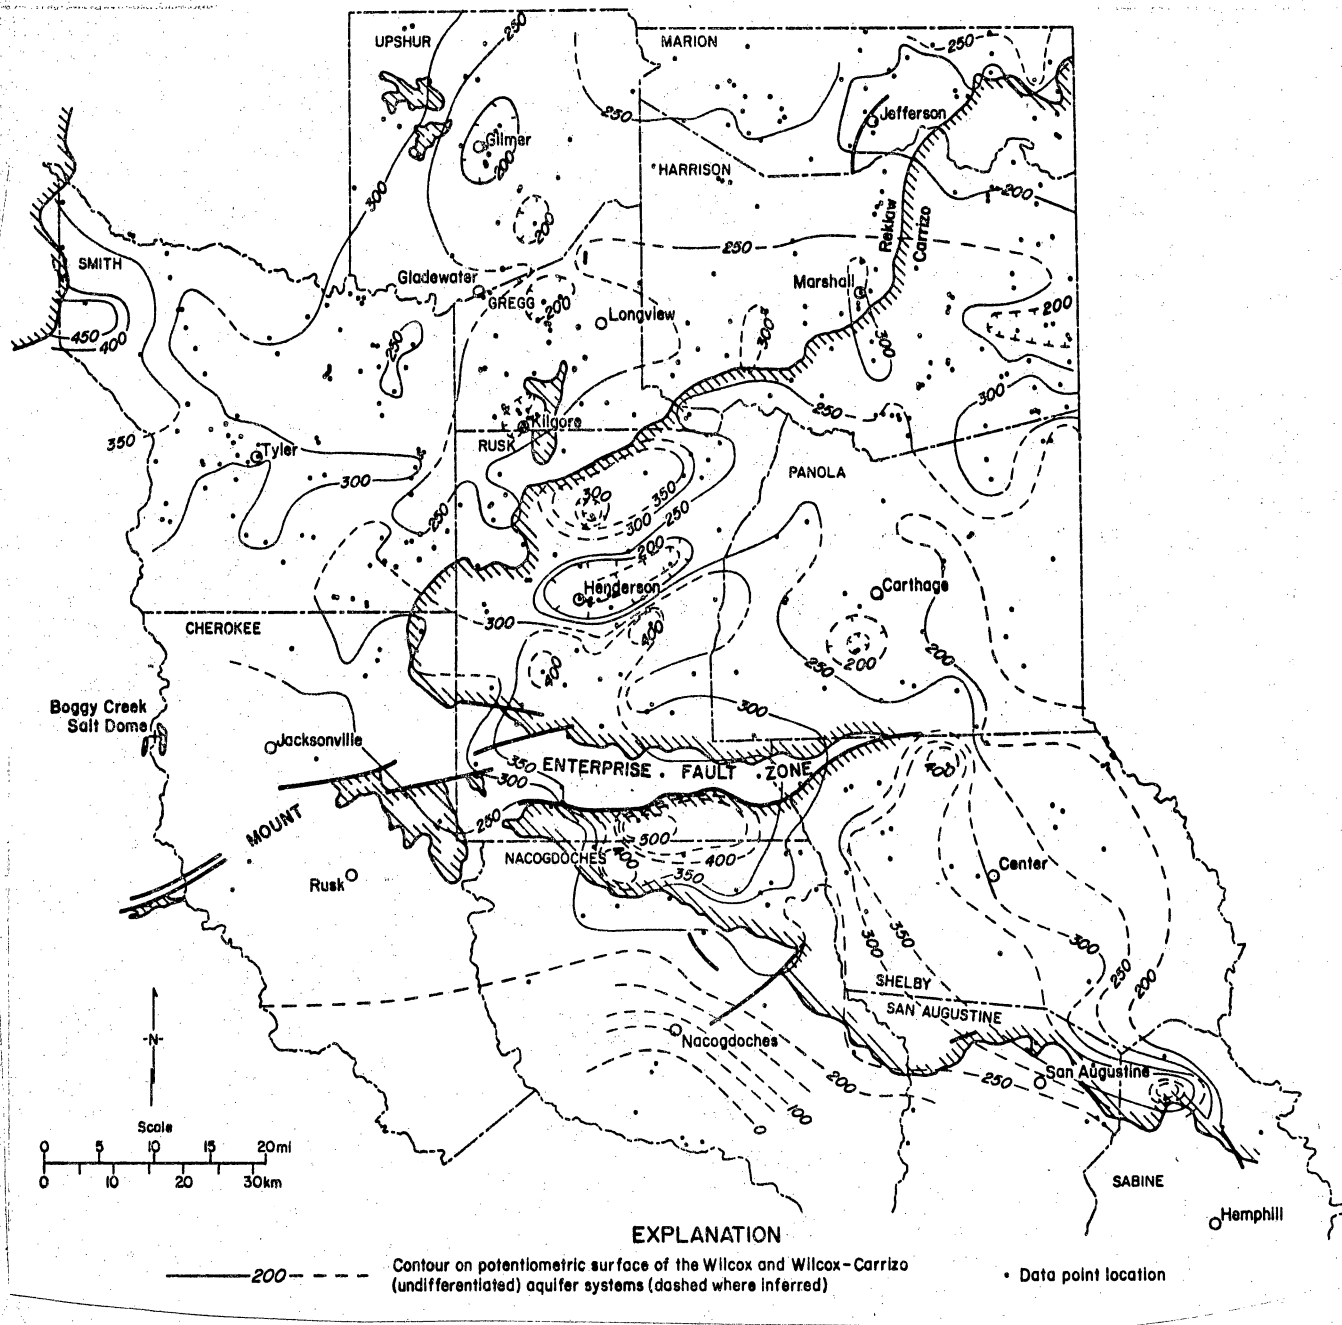 250
UPSHUR
MARION
250
250
Jefferson
Gilmer
200
HARRISON
300
200
200
Reklaw
Carrizo
250
SMITH
Gladewater
GREGG
200
Longview
Marshall
200
300
300
450
400
250
300
250
350
Kilgore
RUSK
Tyler
300
PANOLA
350
300
250
250
200
Henderson
Carthage
300
CHEROKEE
400
400
250
200
200
Boggy Creek
Salt Dome
300
Jacksonville
350
300
ENTERPRISE FAULT ZONE
400
250
MOUNT
500
NACOGDOCHES
400
400
350
Center
Rusk
300
350
300
250
200
SHELBY
SAN AUGUSTINE
-N-
Nacogdoches
200
250
San Augustine
100
0
Scale
0 5 10 15 20mi
0 10 20 30km
SABINE
Hemphill
EXPLANATION
200 Contour on potentiometric surface of the Wilcox and Wilcox-Carrizo
(undifferentiated) aquifer systems (dashed where inferred)
• Data point location